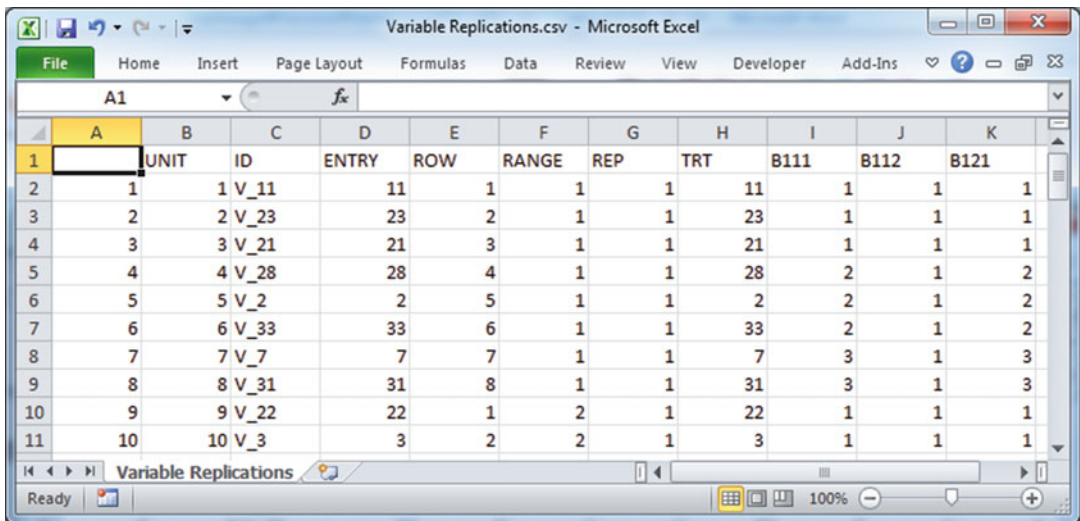 Variable Replications.csv - Microsoft Excel
File Home Insert Page Layout Formulas Data Review View Developer Add-Ins
A1 fx
A B C D E F G H I J K
1 UNIT ID ENTRY ROW RANGE REP TRT B111 B112 B121
2 1 1 V_11 11 1 1 1 11 1 1 1
3 2 2 V_23 23 2 1 1 23 1 1 1
4 3 3 V_21 21 3 1 1 21 1 1 1
5 4 4 V_28 28 4 1 1 28 2 1 2
6 5 5 V_2 2 5 1 1 2 2 1 2
7 6 6 V_33 33 6 1 1 33 2 1 2
8 7 7 V_7 7 7 1 1 7 3 1 3
9 8 8 V_31 31 8 1 1 31 3 1 3
10 9 9 V_22 22 1 2 1 22 1 1 1
11 10 10 V_3 3 2 2 1 3 1 1 1
Variable Replications
Ready 100%